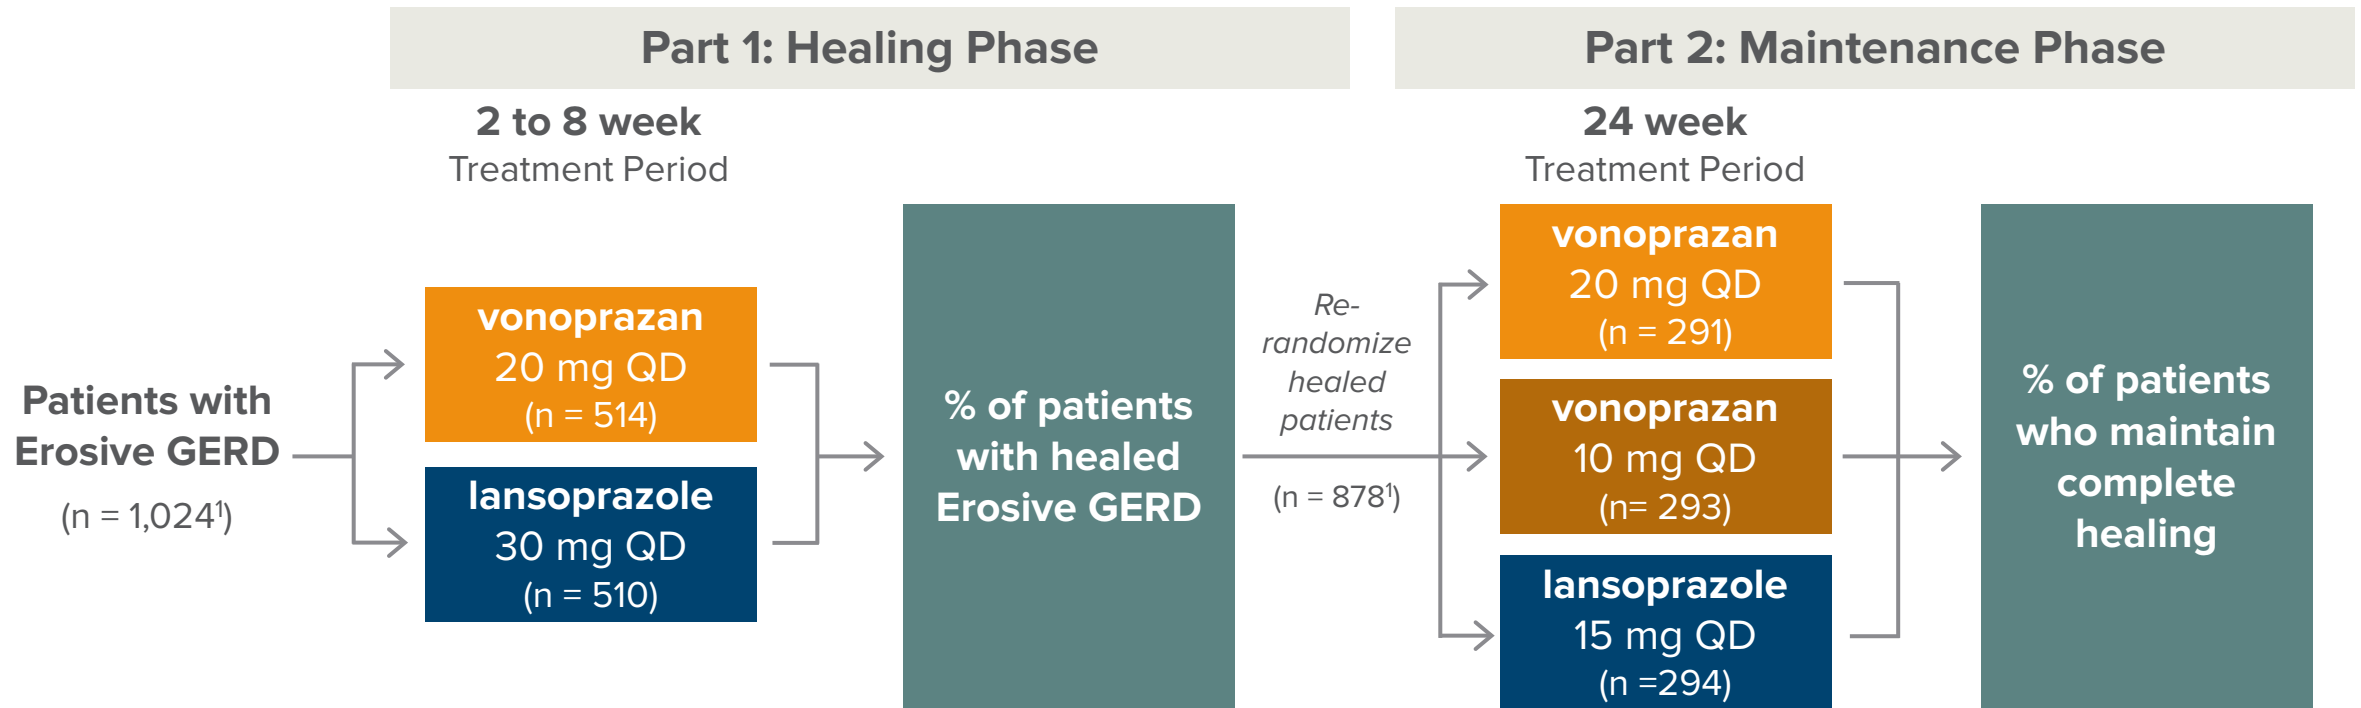 Part 1: Healing Phase
2 to 8 week
Treatment Period
Patients with
Erosive GERD
(n = 1,024¹)
vonoprazan
20 mg QD
(n = 514)
lansoprazole
30 mg QD
(n = 510)
% of patients
with healed
Erosive GERD
Re-
randomize
healed
patients
(n = 878¹)
Part 2: Maintenance Phase
24 week
Treatment Period
vonoprazan
20 mg QD
(n = 291)
vonoprazan
10 mg QD
(n= 293)
lansoprazole
15 mg QD
(n =294)
% of patients
who maintain
complete
healing